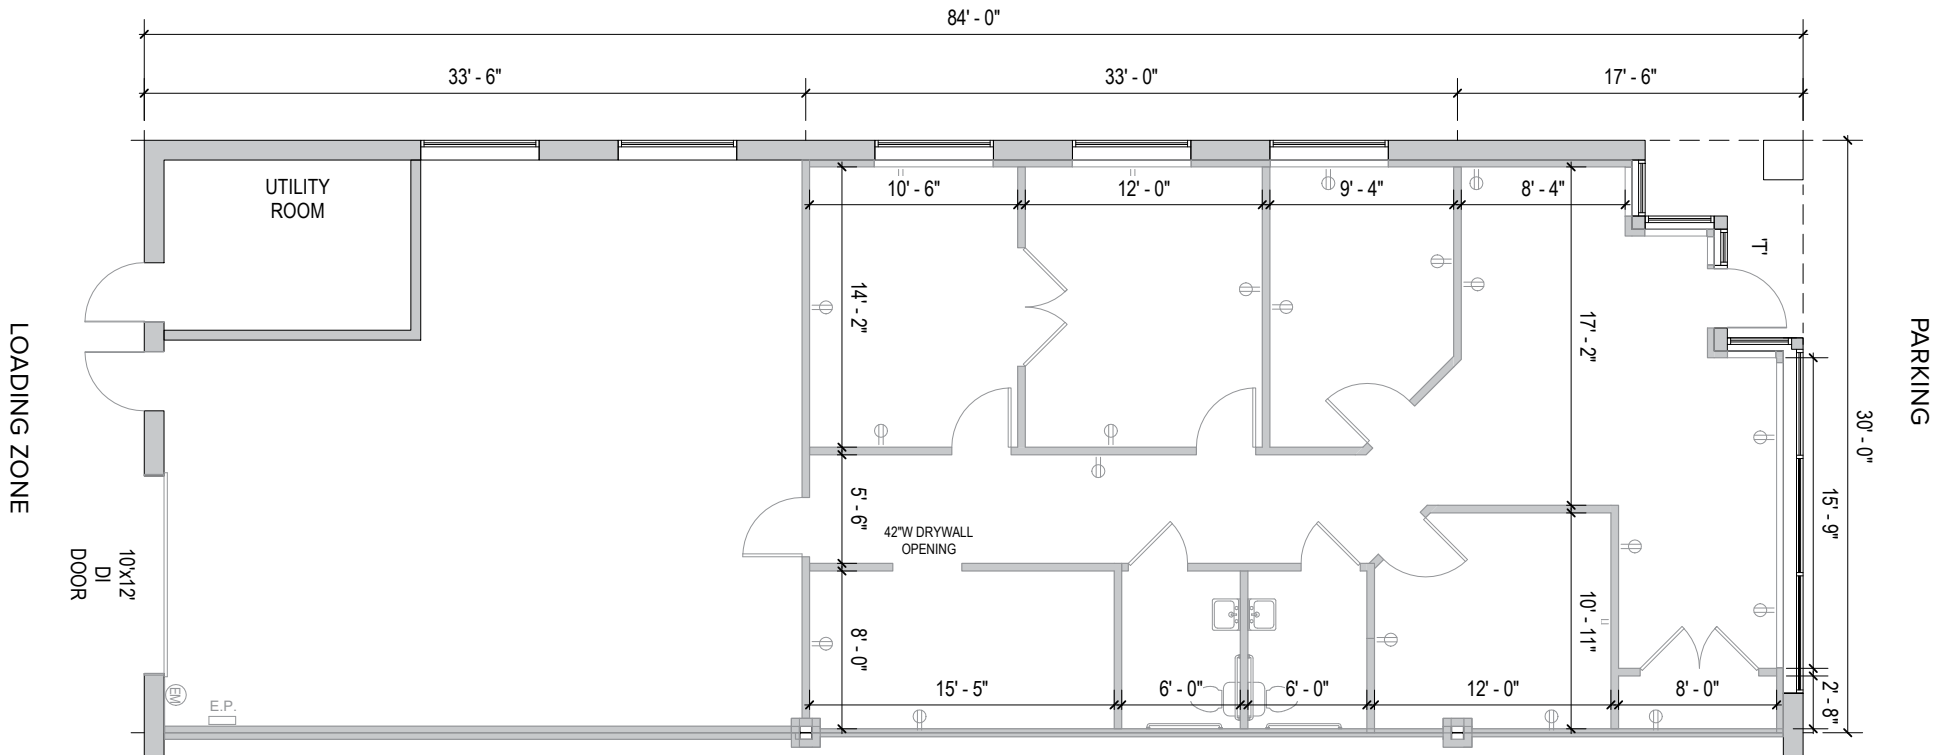 84' - 0"
33' - 6"
33' - 0"
17' - 6"
UTILITY
ROOM
10' - 6"
12' - 0"
9' - 4"
8' - 4"
'T'
14' - 2"
17' - 2"
30' - 0"
15' - 9"
LOADING ZONE
PARKING
5' - 6"
42"W DRYWALL
OPENING
10'x12'
DI
DOOR
8' - 0"
10' - 11"
EM
E.P.
15' - 5"
6' - 0"
6' - 0"
12' - 0"
8' - 0"
2' - 8"